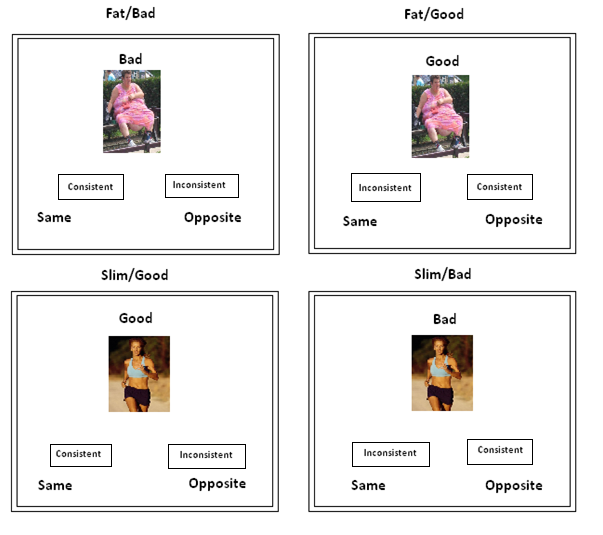 Fat/Bad
Fat/Good
Bad
Good
Consistent
Inconsistent
Inconsistent
Consistent
Same
Opposite
Same
Opposite
Slim/Good
Slim/Bad
Good
Bad
Consistent
Inconsistent
Inconsistent
Consistent
Same
Opposite
Same
Opposite